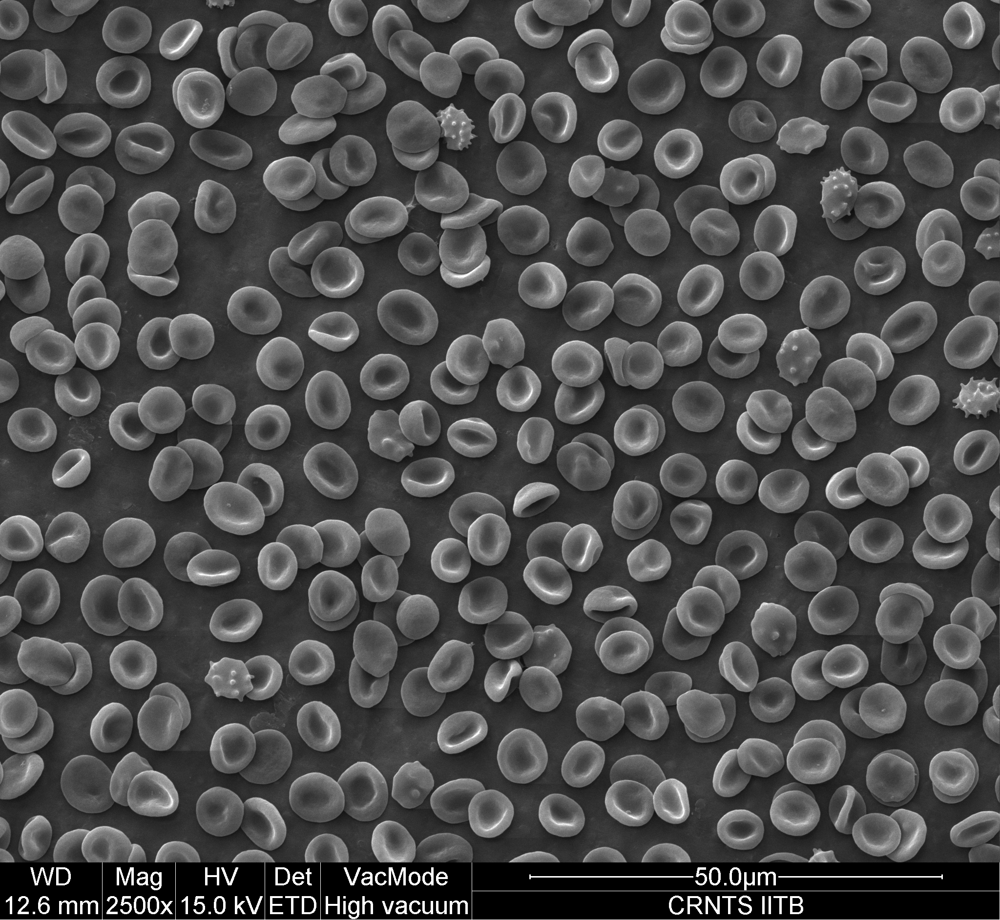 WD Mag HV Det VacMode 50.0µm
12.6 mm 2500x 15.0 kV ETD High vacuum CRNTS IITB